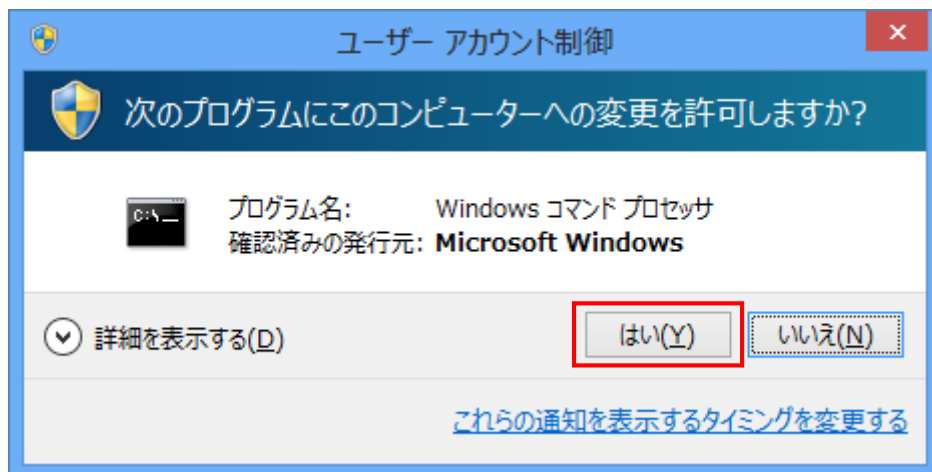 ユーザー アカウント制御
次のプログラムにこのコンピューターへの変更を許可しますか?
C:\_
プログラム名: Windows コマンド プロセッサ
確認済みの発行元: Microsoft Windows
詳細を表示する(D) はい(Y) いいえ(N)
これらの通知を表示するタイミングを変更する